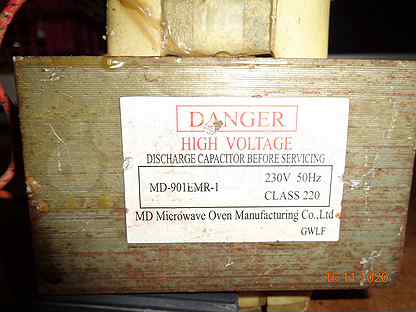 DANGER
HIGH VOLTAGE
DISCHARGE CAPACITOR BEFORE SERVICING
MD-901EMR-1 230V 50Hz
CLASS 220
MD Microwave Oven Manufacturing Co.,Ltd
GWLF